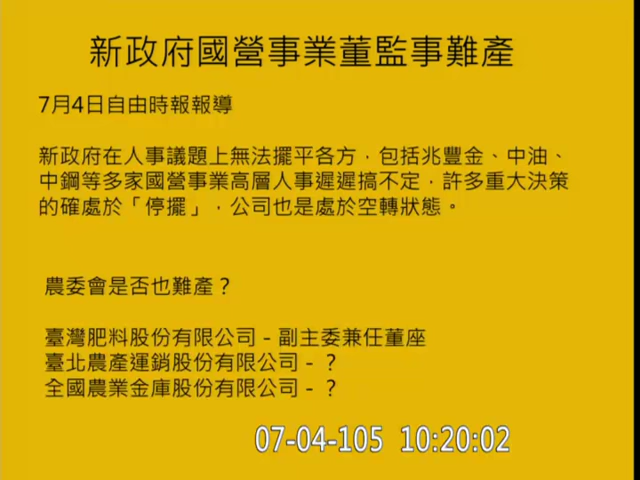 新政府國營事業董監事難產
7月4日自由時報報導
新政府在人事議題上無法擺平各方，包括兆豐金、中油、
中鋼等多家國營事業高層人事遲遲搞不定，許多重大決策
的確處於「停擺」，公司也是處於空轉狀態。
農委會是否也難產？
臺灣肥料股份有限公司－副主委兼任董座
臺北農產運銷股份有限公司－？
全國農業金庫股份有限公司－？
07-04-105 10:20:02